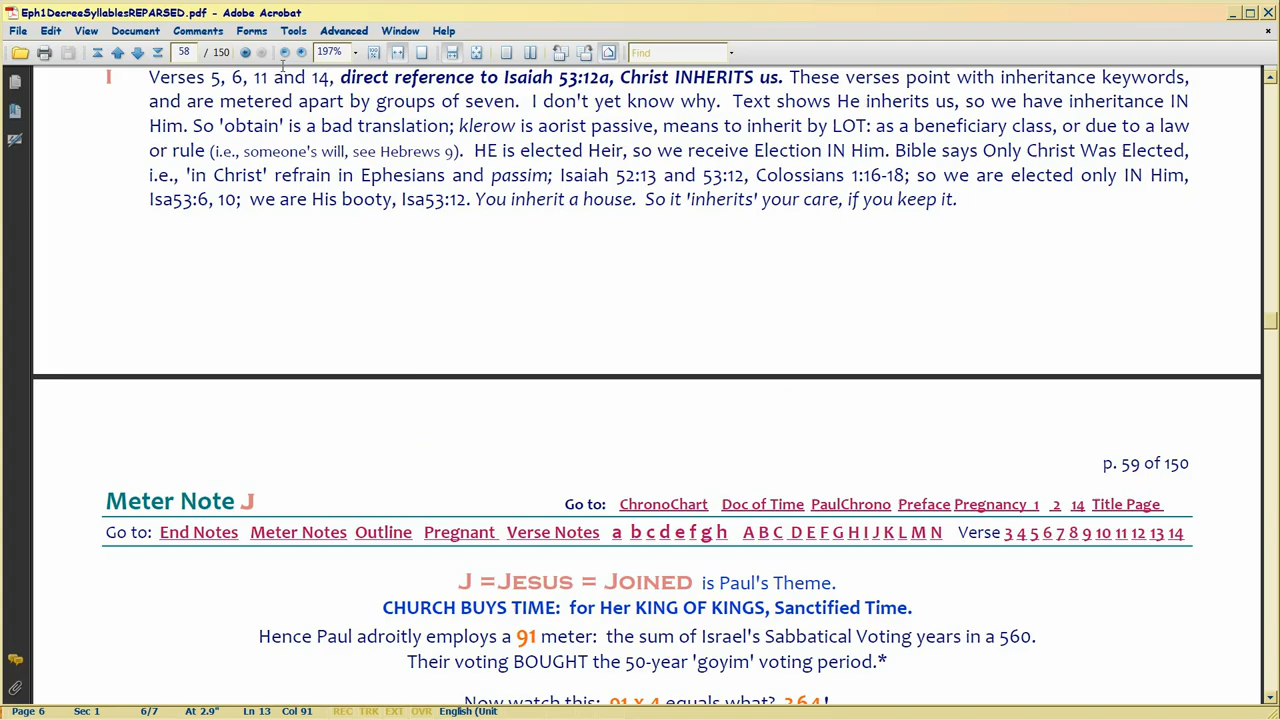 Eph1DecreeSyllablesREPARSED.pdf - Adobe Acrobat
File Edit View Document Comments Forms Tools Advanced Window Help
58 / 150 197% Find
I Verses 5, 6, 11 and 14, direct reference to Isaiah 53:12a, Christ INHERITS us. These verses point with inheritance keywords,
and are metered apart by groups of seven. I don't yet know why. Text shows He inherits us, so we have inheritance IN
Him. So 'obtain' is a bad translation; klerow is aorist passive, means to inherit by LOT: as a beneficiary class, or due to a law
or rule (i.e., someone's will, see Hebrews 9). HE is elected Heir, so we receive Election IN Him. Bible says Only Christ Was Elected,
i.e., 'in Christ' refrain in Ephesians and passim; Isaiah 52:13 and 53:12, Colossians 1:16-18; so we are elected only IN Him,
Isa53:6, 10; we are His booty, Isa53:12. You inherit a house. So it 'inherits' your care, if you keep it.
p. 59 of 150
Meter Note J Go to: ChronoChart Doc of Time PaulChrono Preface Pregnancy 1 2 14 Title Page
Go to: End Notes Meter Notes Outline Pregnant Verse Notes a b c d e f g h A B C D E F G H I J K L M N Verse 3 4 5 6 7 8 9 10 11 12 13 14
J =JESUS = JOINED is Paul's Theme.
CHURCH BUYS TIME: for Her KING OF KINGS, Sanctified Time.
Hence Paul adroitly employs a 91 meter: the sum of Israel's Sabbatical Voting years in a 560.
Their voting BOUGHT the 50-year 'goyim' voting period.*
Now watch this: 91 x 4 equals what? 364!
Page 6 Sec 1 6/7 At 2.9" Ln 13 Col 91 REC TRK EXT OVR English (Unit